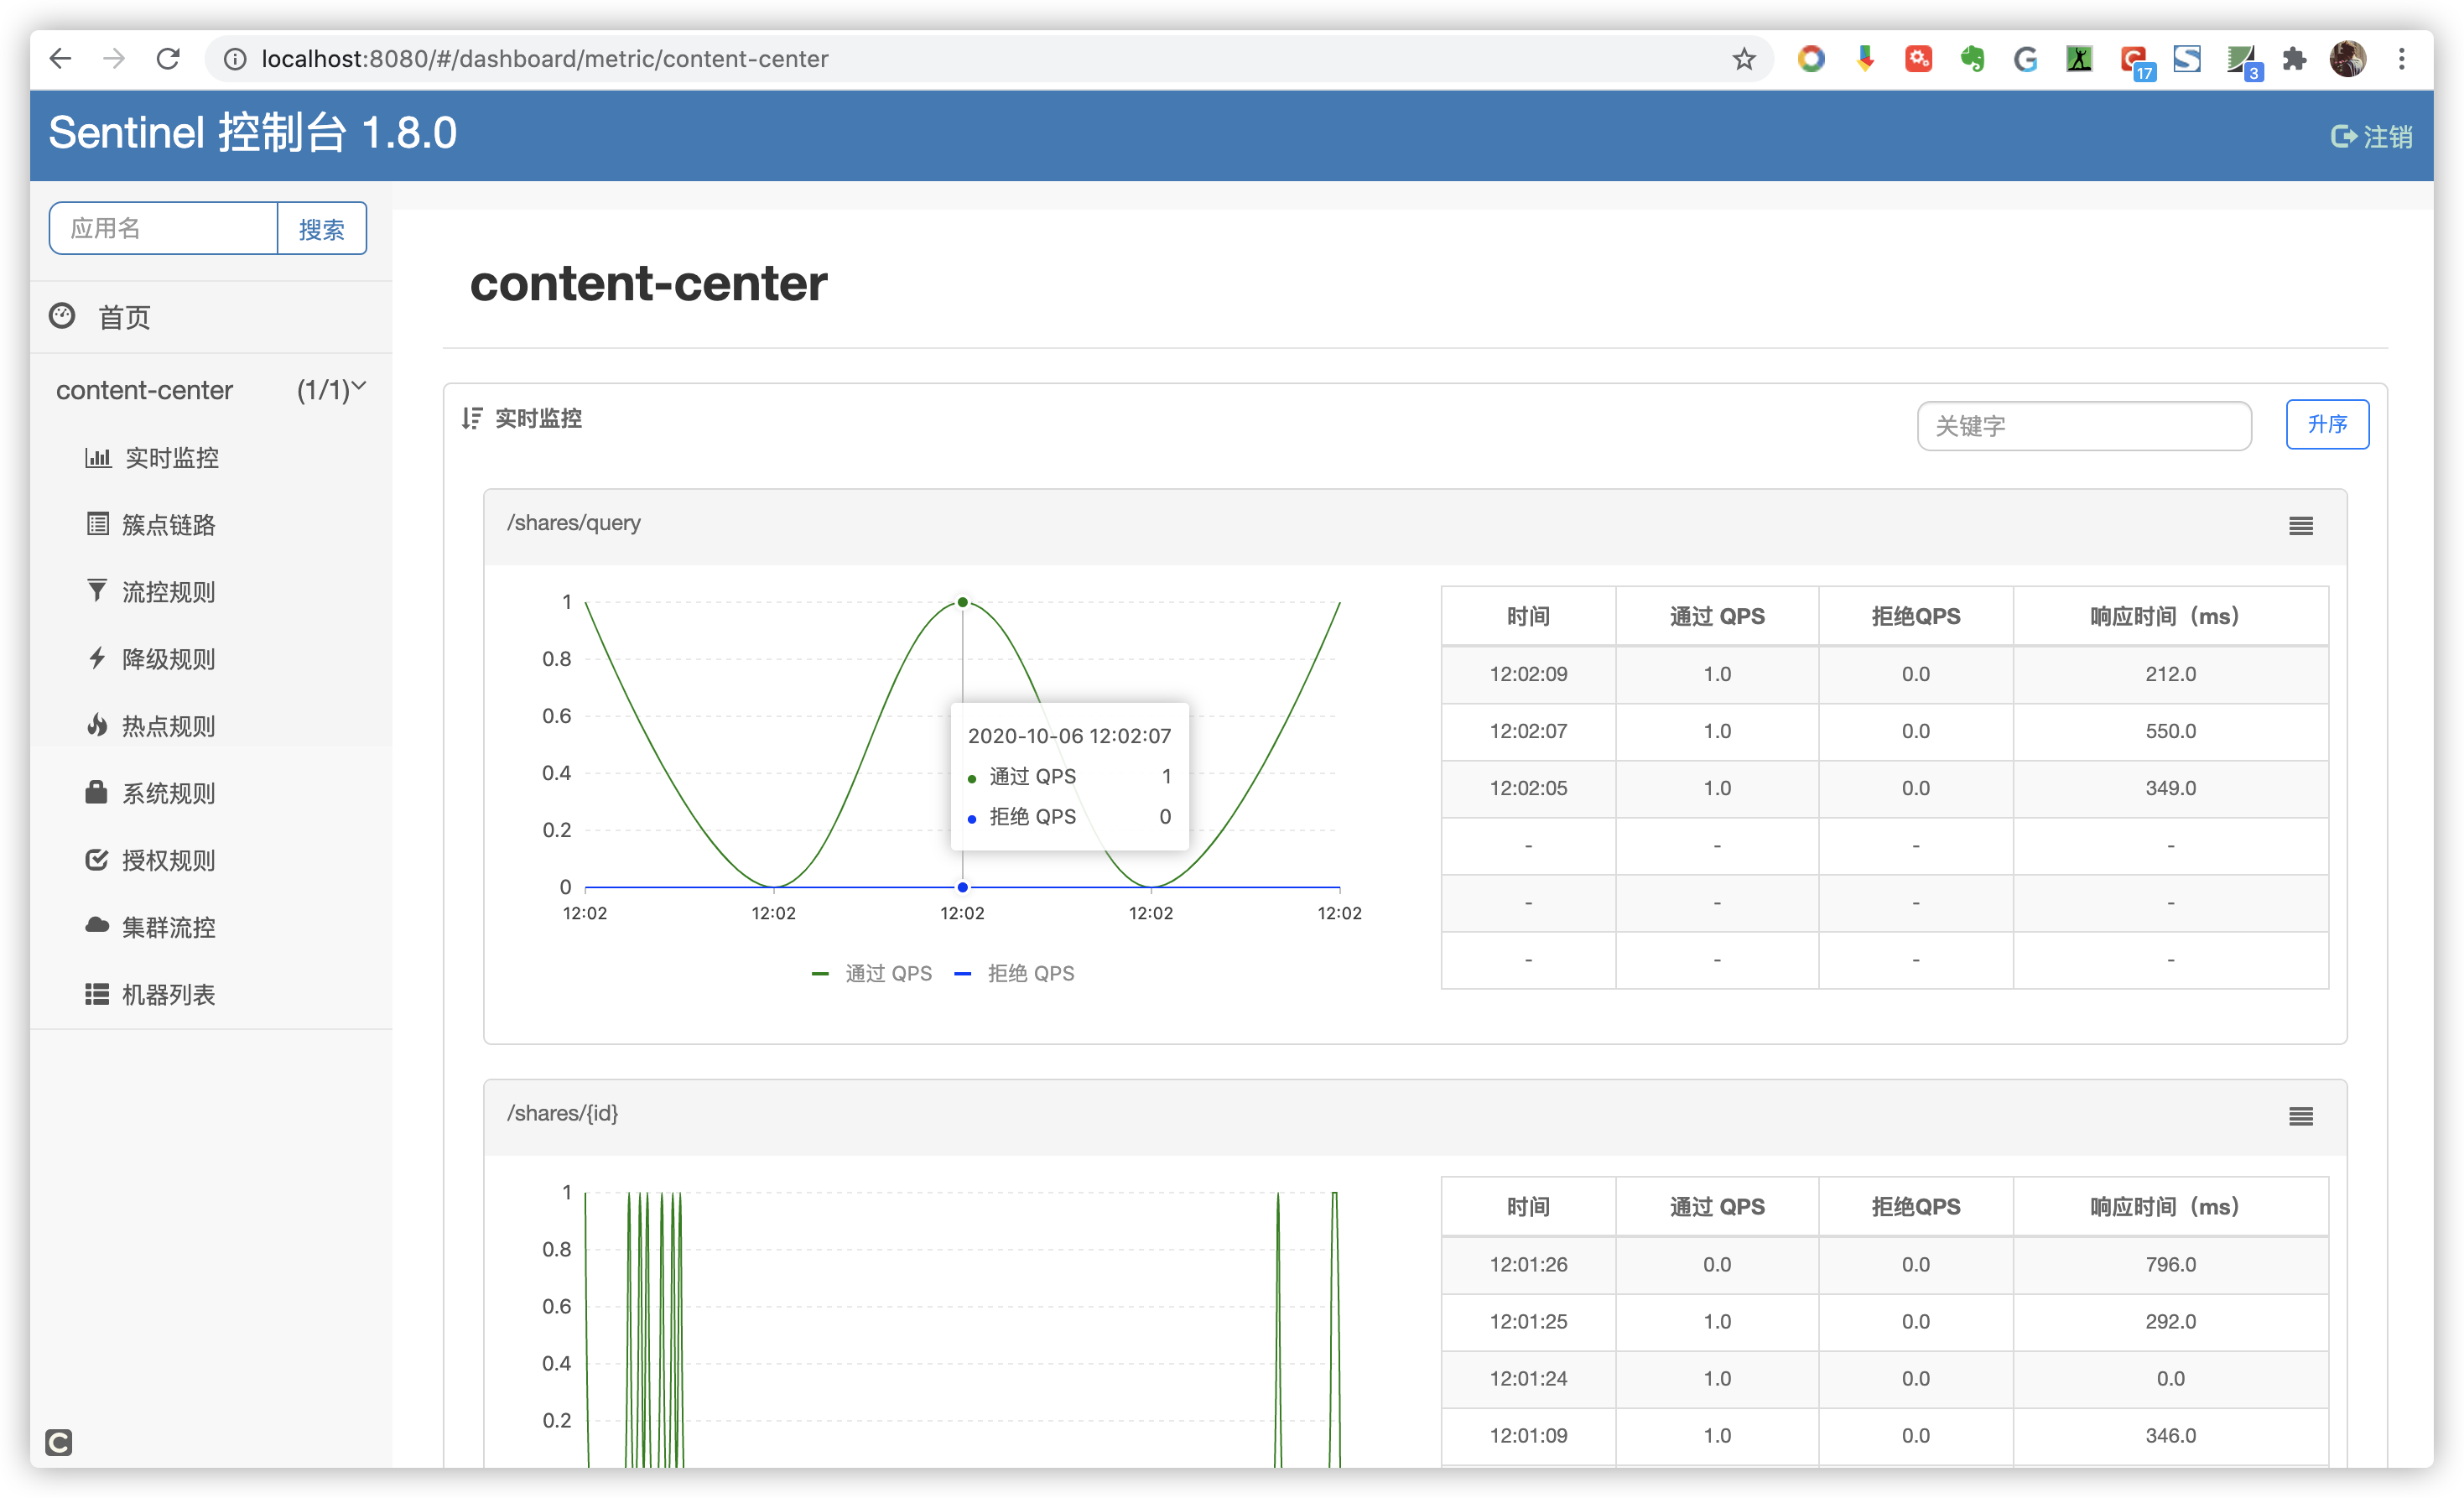 localhost:8080/#/dashboard/metric/content-center
17
3
Sentinel 控制台 1.8.0
注销
应用名
搜索
首页
content-center (1/1)
实时监控
簇点链路
流控规则
降级规则
热点规则
系统规则
授权规则
集群流控
机器列表
content-center
实时监控
关键字
升序
/shares/query
1
0.8
0.6
0.4
0.2
0
12:02 12:02 12:02 12:02 12:02
2020-10-06 12:02:07
通过 QPS 1
拒绝 QPS 0
通过 QPS 拒绝 QPS
时间 通过 QPS 拒绝QPS 响应时间（ms）
12:02:09 1.0 0.0 212.0
12:02:07 1.0 0.0 550.0
12:02:05 1.0 0.0 349.0
- - - -
- - - -
- - - -
/shares/{id}
1
0.8
0.6
0.4
0.2
时间 通过 QPS 拒绝QPS 响应时间（ms）
12:01:26 0.0 0.0 796.0
12:01:25 1.0 0.0 292.0
12:01:24 1.0 0.0 0.0
12:01:09 1.0 0.0 346.0